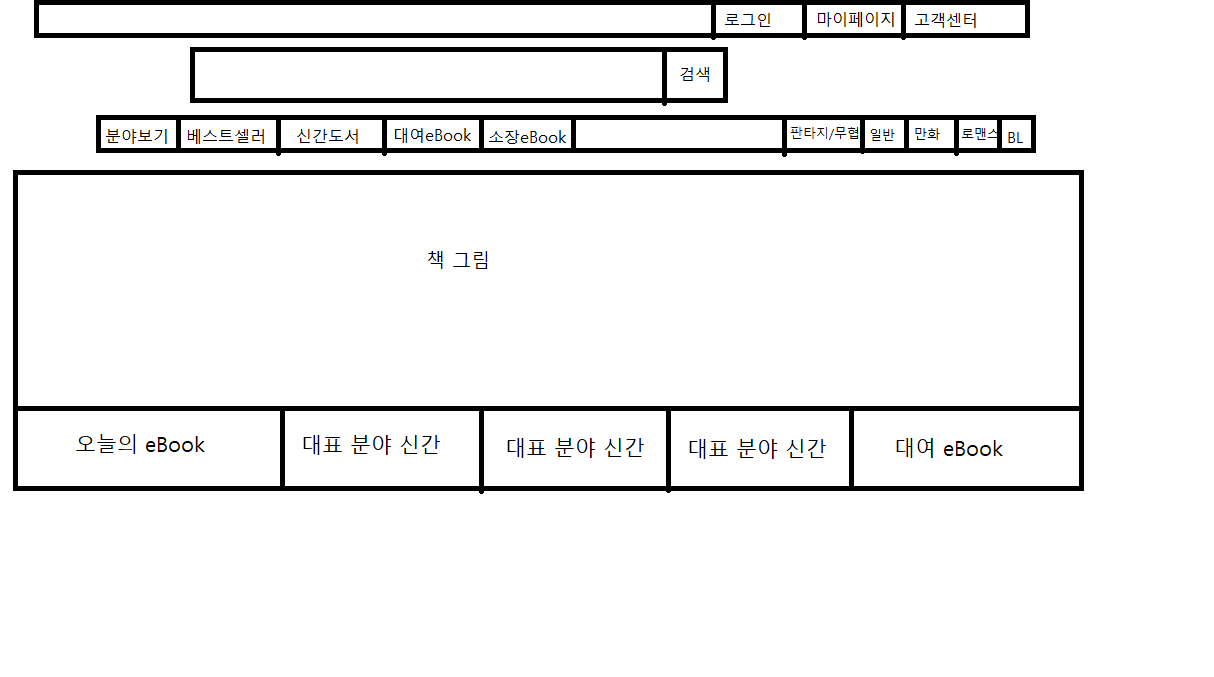 로그인 마이페이지 고객센터
검색
분야보기 베스트셀러 신간도서 대여eBook 소장eBook 판타지/무협 일반 만화 로맨스 BL
책 그림
오늘의 eBook 대표 분야 신간 대표 분야 신간 대표 분야 신간 대여 eBook